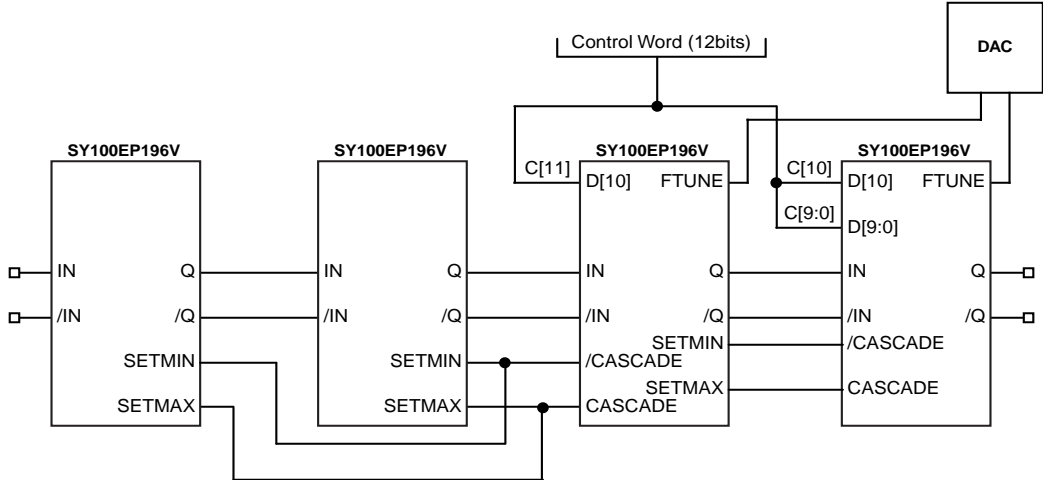 Control Word (12bits)
DAC
SY100EP196V
SY100EP196V
SY100EP196V
SY100EP196V
C[11]
D[10]
FTUNE
C[10]
D[10]
FTUNE
C[9:0]
D[9:0]
IN
Q
IN
Q
IN
Q
IN
Q
/IN
/Q
/IN
/Q
/IN
/Q
/IN
/Q
SETMIN
/CASCADE
SETMIN
SETMIN
/CASCADE
SETMAX
CASCADE
SETMAX
SETMAX
CASCADE